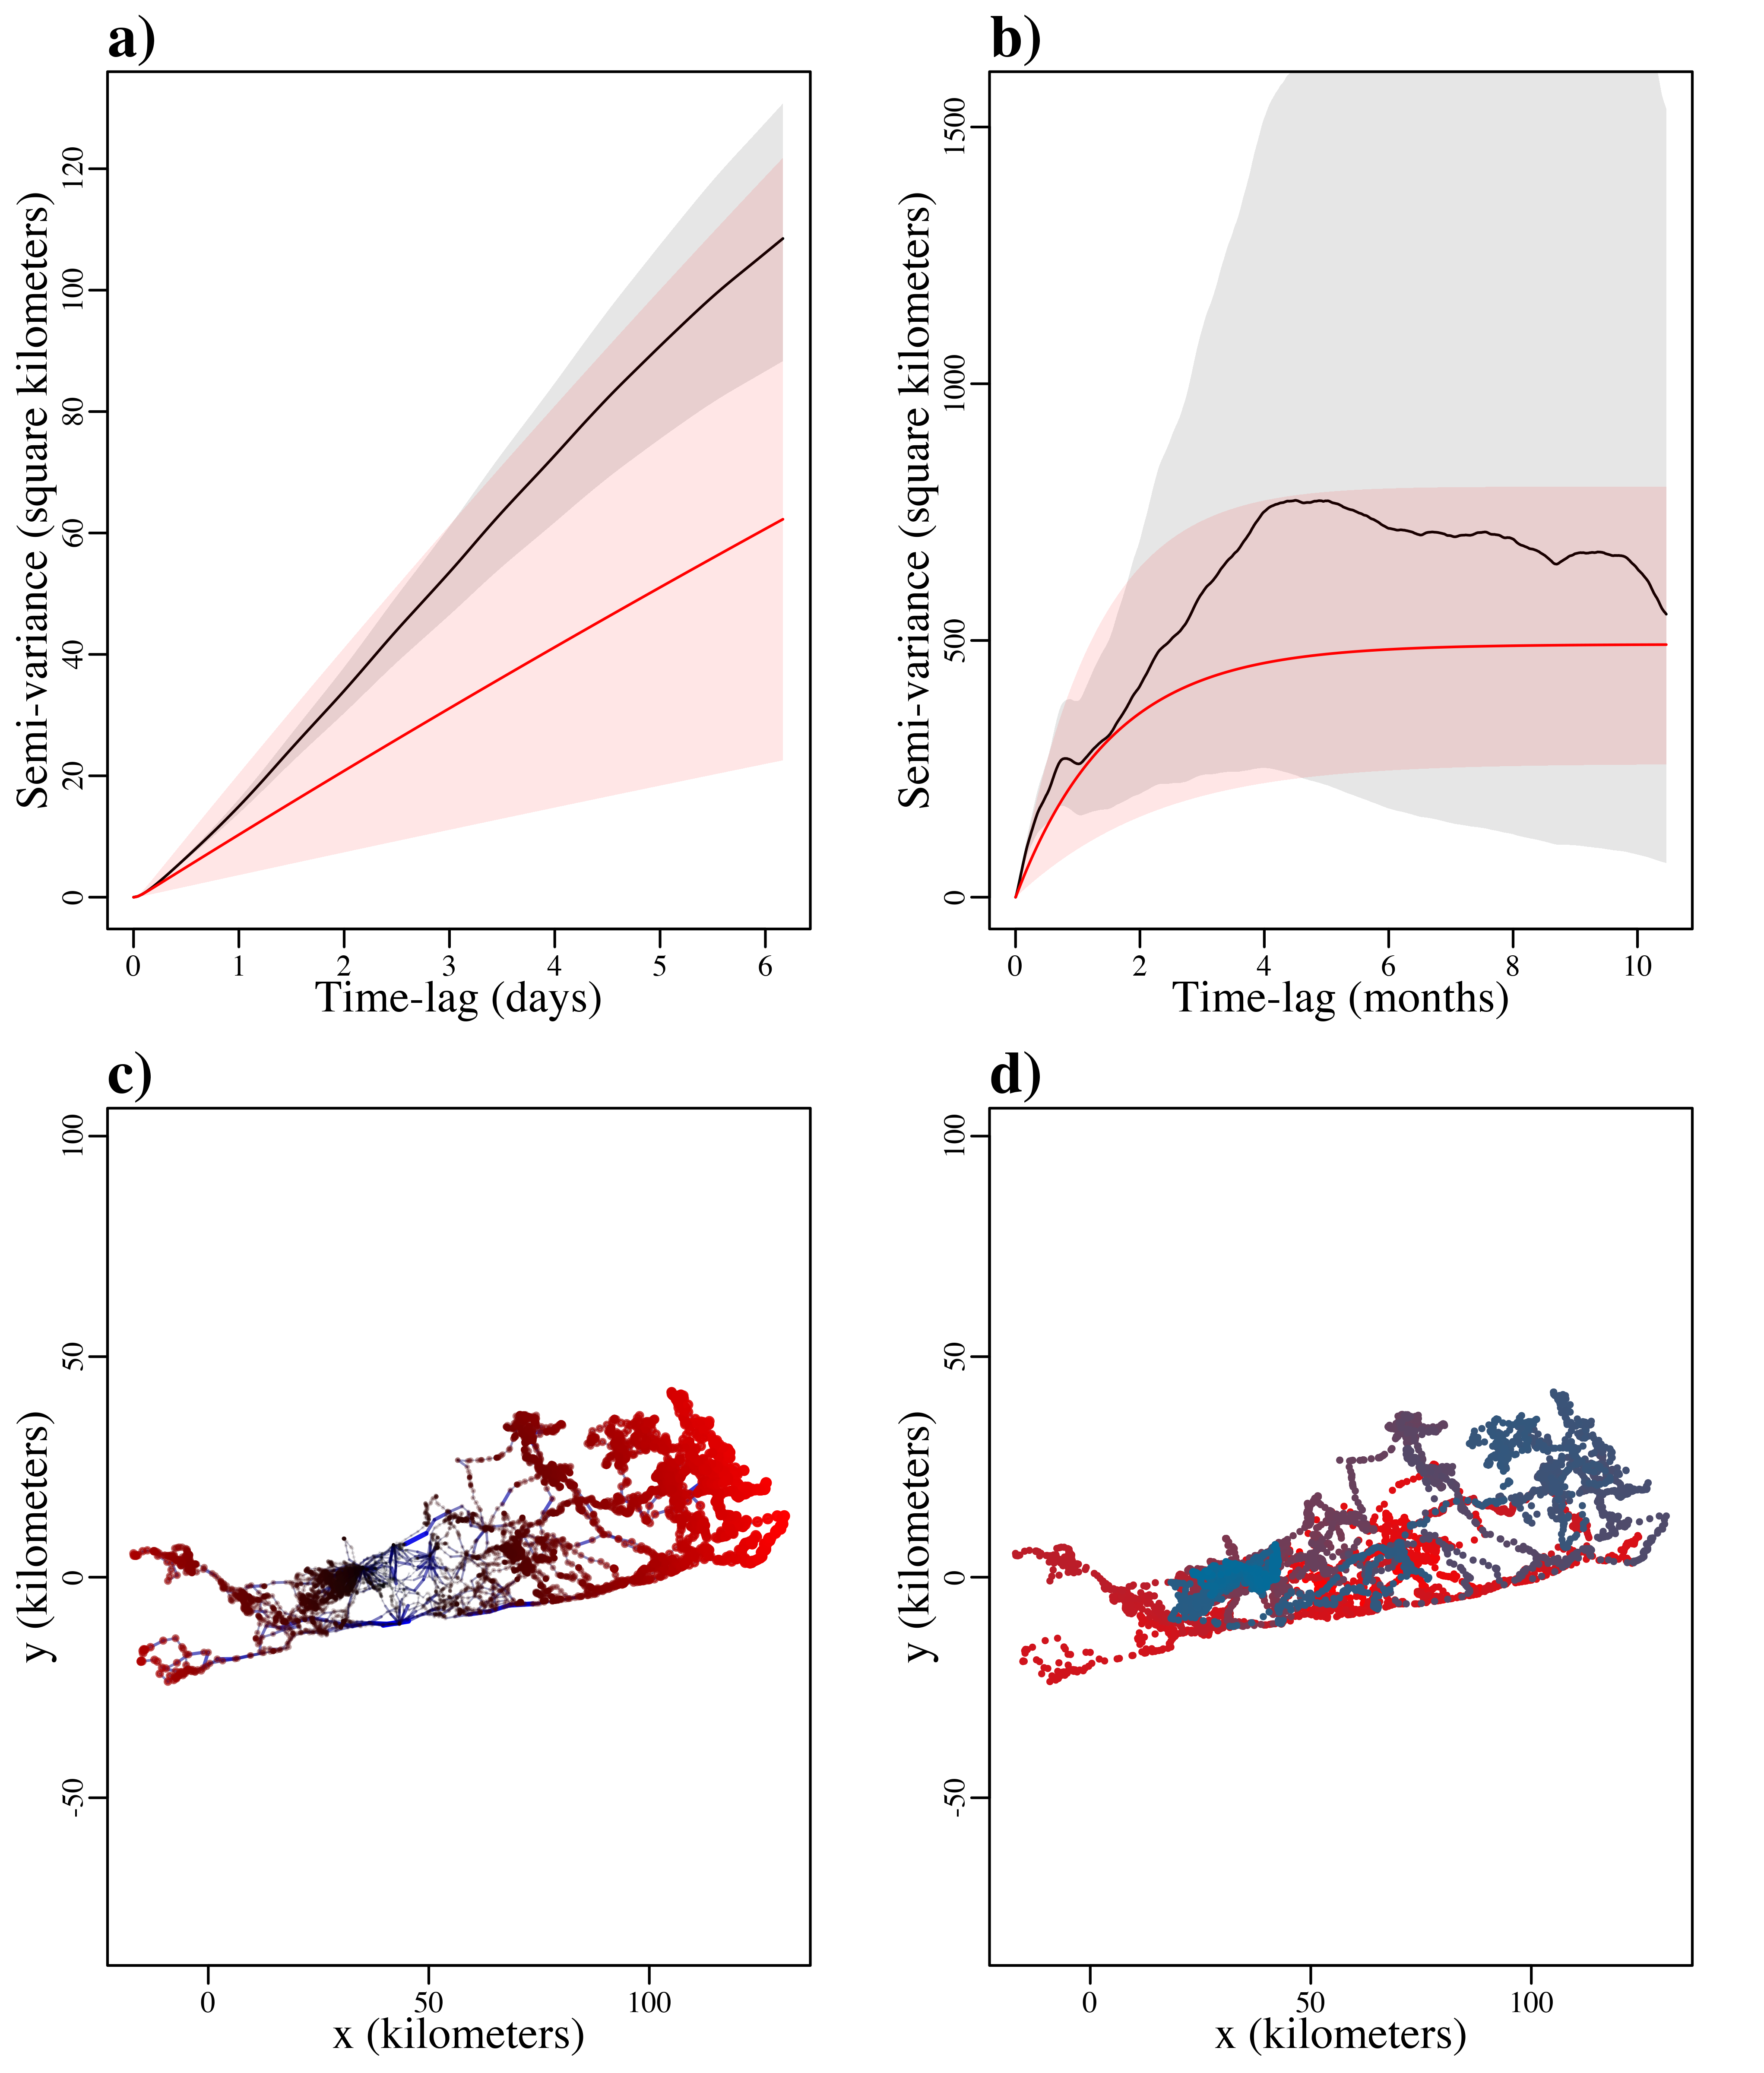 a)
Semi-variance (square kilometers)
0 20 40 60 80 100 120
0 1 2 3 4 5 6
Time-lag (days)
b)
Semi-variance (square kilometers)
0 500 1000 1500
0 2 4 6 8 10
Time-lag (months)
c)
y (kilometers)
-50 0 50 100
0 50 100
x (kilometers)
d)
y (kilometers)
-50 0 50 100
0 50 100
x (kilometers)